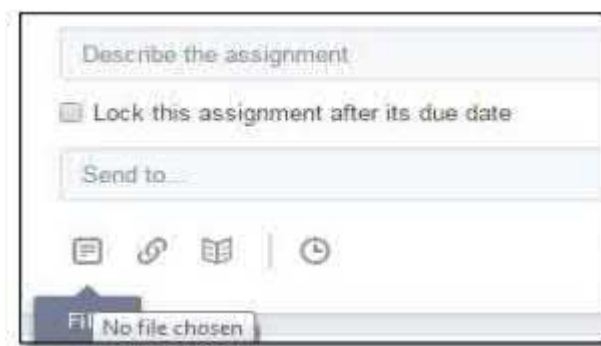 Describe the assignment
Lock this assignment after its due date
Send to...
No file chosen